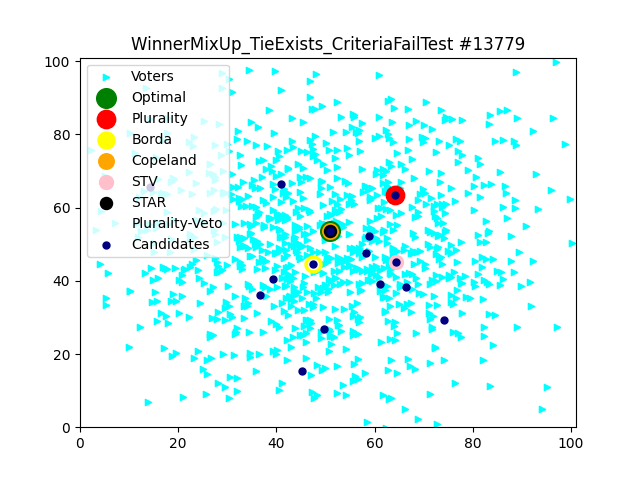 WinnerMixUp_TieExists_CriteriaFailTest #13779
100
80
60
40
20
0
0
20
40
60
80
100
Voters
Optimal
Plurality
Borda
Copeland
STV
STAR
Plurality-Veto
Candidates